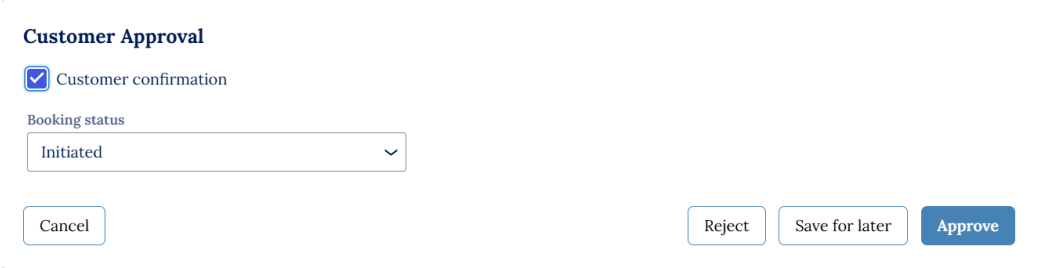 Customer Approval
Customer confirmation
Booking status
Initiated
Cancel Reject Save for later Approve